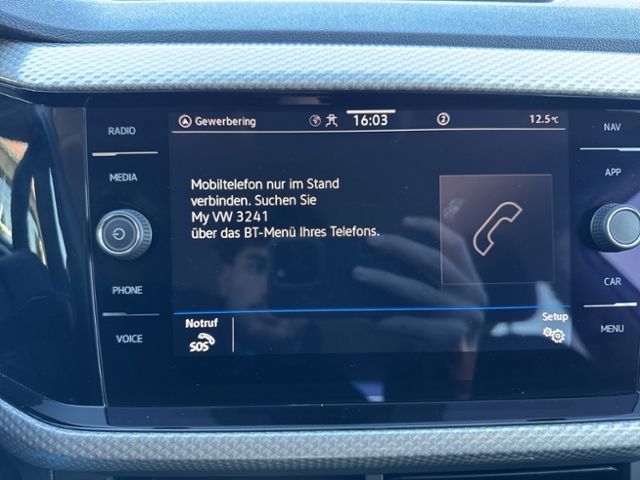 RADIO
MEDIA
PHONE
VOICE
Gewerbering
16:03
2
12.5°C
Mobiltelefon nur im Stand
verbinden. Suchen Sie
My VW 3241
über das BT-Menü Ihres Telefons.
Notruf
SOS
Setup
NAV
APP
CAR
MENU